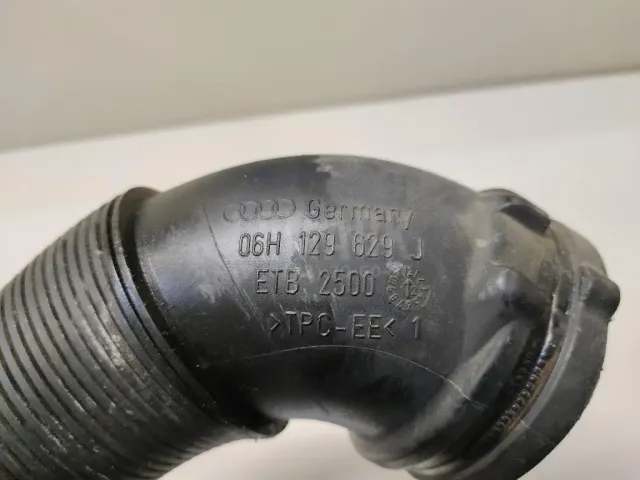 Germany
06H 129 629 J
ETB 2500
>TPC-EE< 1